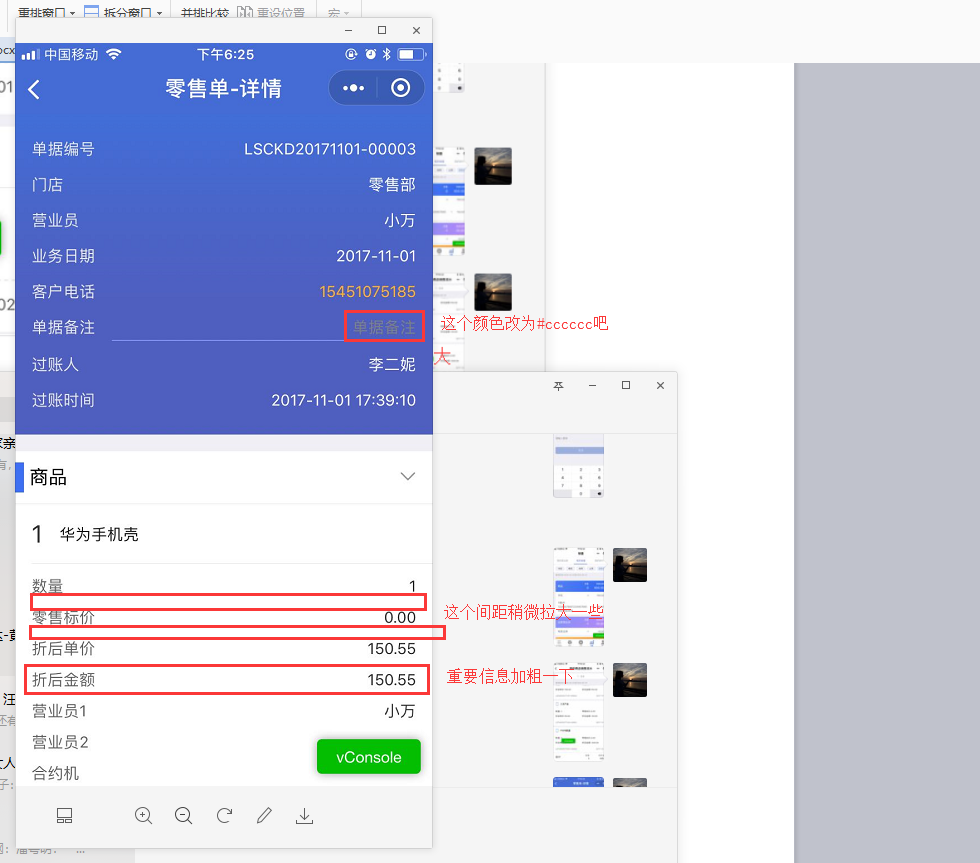 重排窗口 拆分窗口 并排比较 重设位置 宏
中国移动 下午6:25
零售单-详情
单据编号 LSCKD20171101-00003
门店 零售部
营业员 小万
业务日期 2017-11-01
客户电话 15451075185
单据备注 单据备注 这个颜色改为#cccccc吧
大
过账人 李二妮
过账时间 2017-11-01 17:39:10
商品
1 华为手机壳
数量 1
零售标价 0.00 这个间距稍微拉大一些
折后单价 150.55
折后金额 150.55 重要信息加粗一下
营业员1 小万
营业员2
合约机
vConsole